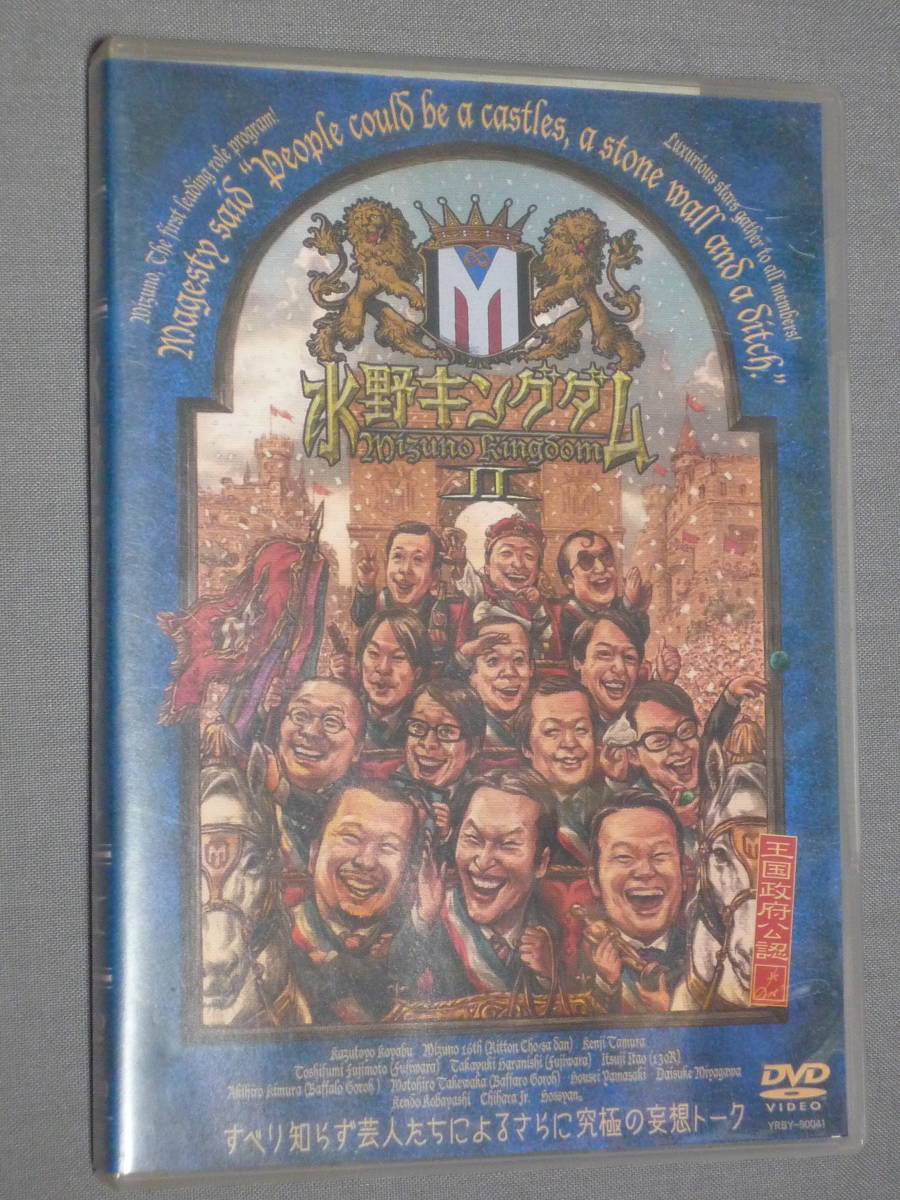 Mizuno, The first leading role program!
Magesty said "People could be a castles, a stone wall and a ditch."
Luxurious stars gather to all members!
M
水野キングダム
Mizuno Kingdom
II
王国政府公認
Kazutoyo Koyabu Mizuno 16th (Ritton Cho-sa dan) Kenji Tamura
Toshifumi Fujimoto (Fujiwara) Takayuki Haranishi (Fujiwara) Itsuji Itao (130R)
Akihiro Kimura (Baffalo Goroh) Motohiro Takewaka (Baffaro Goroh) Housei Yamasaki Daisuke Miyagawa
Kendo Kobayashi Chihara Jr. Hossyan。
すべり知らず芸人たちによるさらに究極の妄想トーク
DVD
VIDEO
YRBY-50041